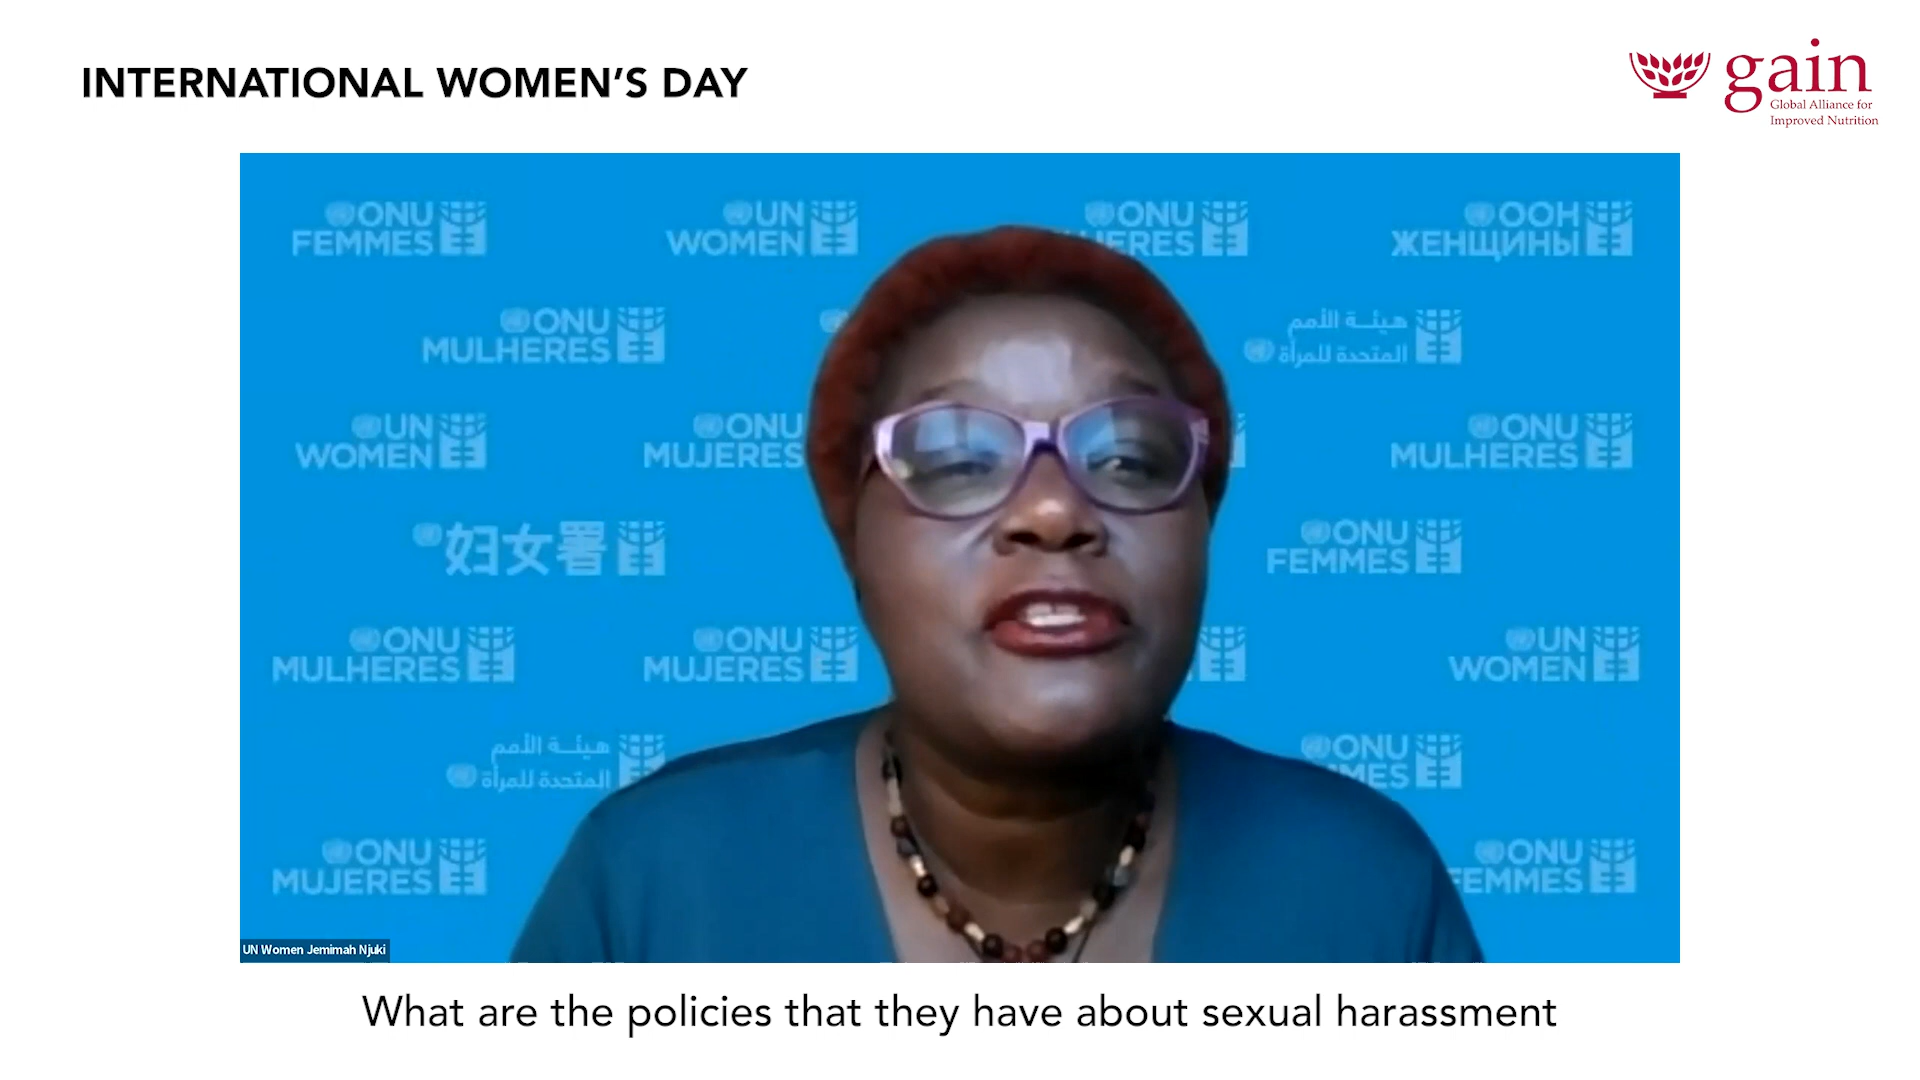 INTERNATIONAL WOMEN'S DAY
gain
Global Alliance for
Improved Nutrition
ONU
FEMMES
UN
WOMEN
ONU
ООН
ЖЕНЩИНЫ
ONU
MULHERES
هيئة الأمم
المتحدة للمرأة
UN
WOMEN
ONU
MUJERES
ONU
MULHERES
妇女署
ONU
FEMMES
ONU
MULHERES
ONU
MUJERES
UN
WOMEN
هيئة الأمم
المتحدة للمرأة
ONU
ONU
MUJERES
ONU
FEMMES
UN Women Jemimah Njuki
What are the policies that they have about sexual harassment